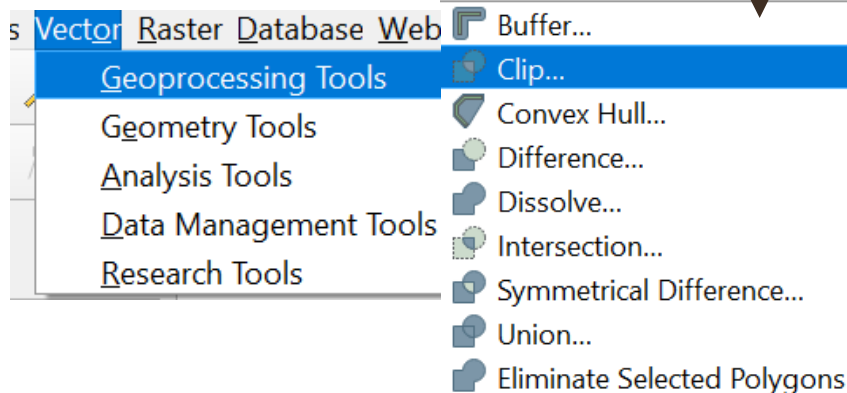 s Vector Raster Database Web
Geoprocessing Tools
Geometry Tools
Analysis Tools
Data Management Tools
Research Tools
Buffer...
Clip...
Convex Hull...
Difference...
Dissolve...
Intersection...
Symmetrical Difference...
Union...
Eliminate Selected Polygons